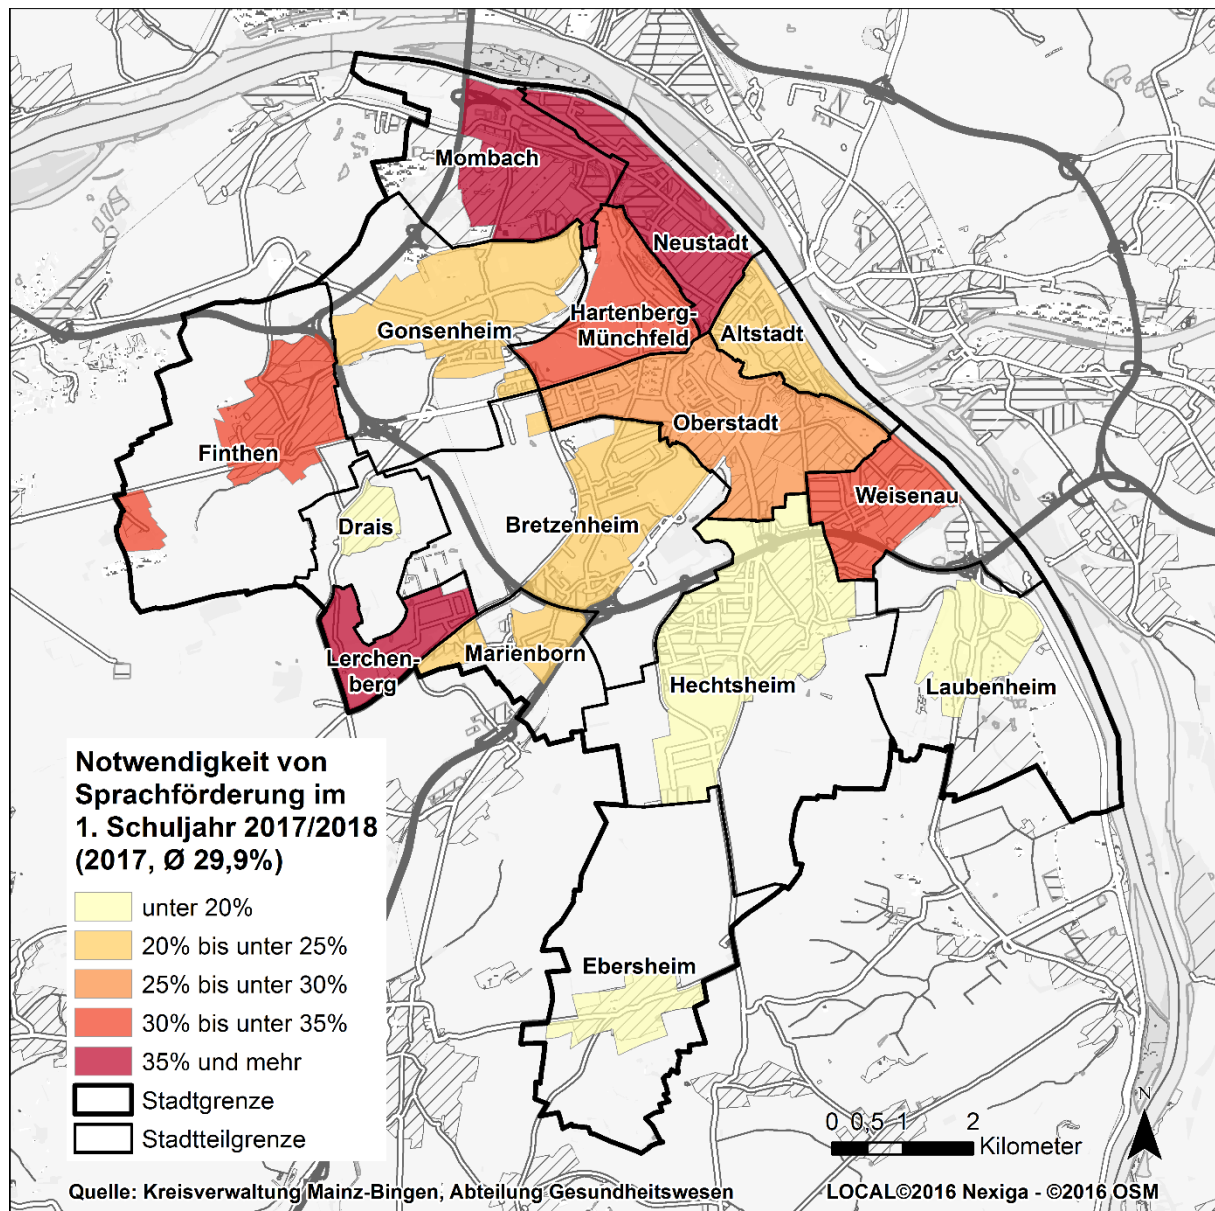 Mombach
Neustadt
Hartenberg-
Münchfeld
Gonsenheim
Altstadt
Oberstadt
Finthen
Weisenau
Drais
Bretzenheim
Marienborn
Lerchen-
berg
Hechtsheim
Laubenheim
Ebersheim
Notwendigkeit von
Sprachförderung im
1. Schuljahr 2017/2018
(2017, Ø 29,9%)
unter 20%
20% bis unter 25%
25% bis unter 30%
30% bis unter 35%
35% und mehr
Stadtgrenze
Stadtteilgrenze
N
0 0,5 1 2
Kilometer
Quelle: Kreisverwaltung Mainz-Bingen, Abteilung Gesundheitswesen
LOCAL©2016 Nexiga - ©2016 OSM